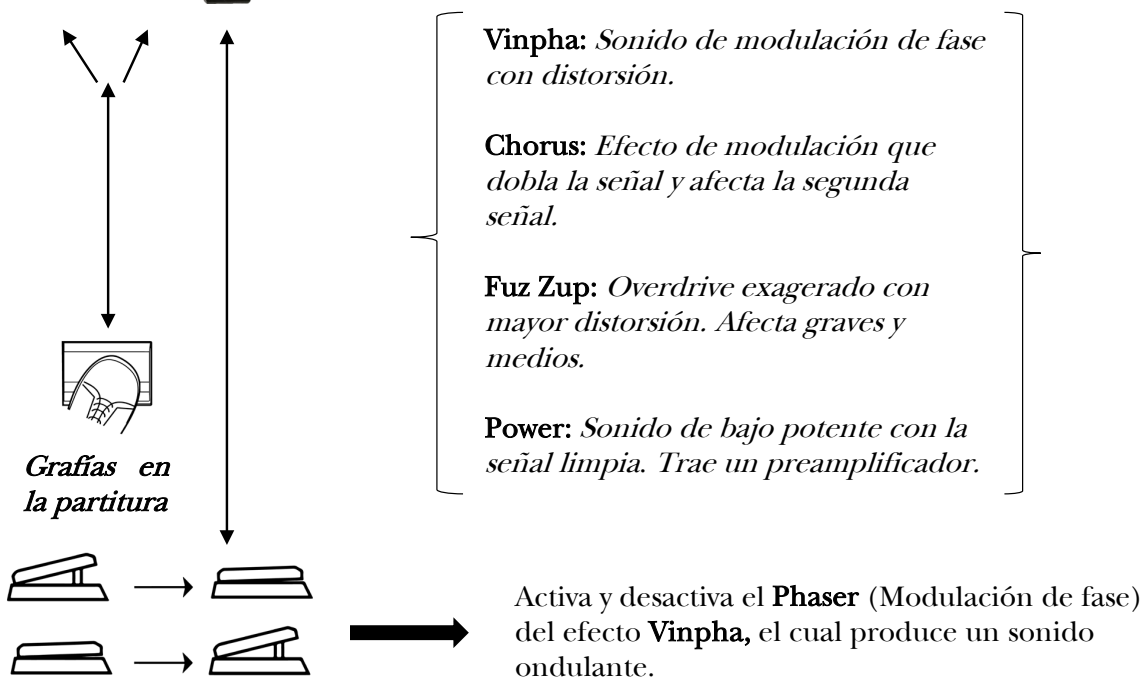 Vinpha: Sonido de modulación de fase
con distorsión.
Chorus: Efecto de modulación que
dobla la señal y afecta la segunda
señal.
Fuz Zup: Overdrive exagerado con
mayor distorsión. Afecta graves y
medios.
Power: Sonido de bajo potente con la
señal limpia. Trae un preamplificador.
Grafías en
la partitura
Activa y desactiva el Phaser (Modulación de fase)
del efecto Vinpha, el cual produce un sonido
ondulante.